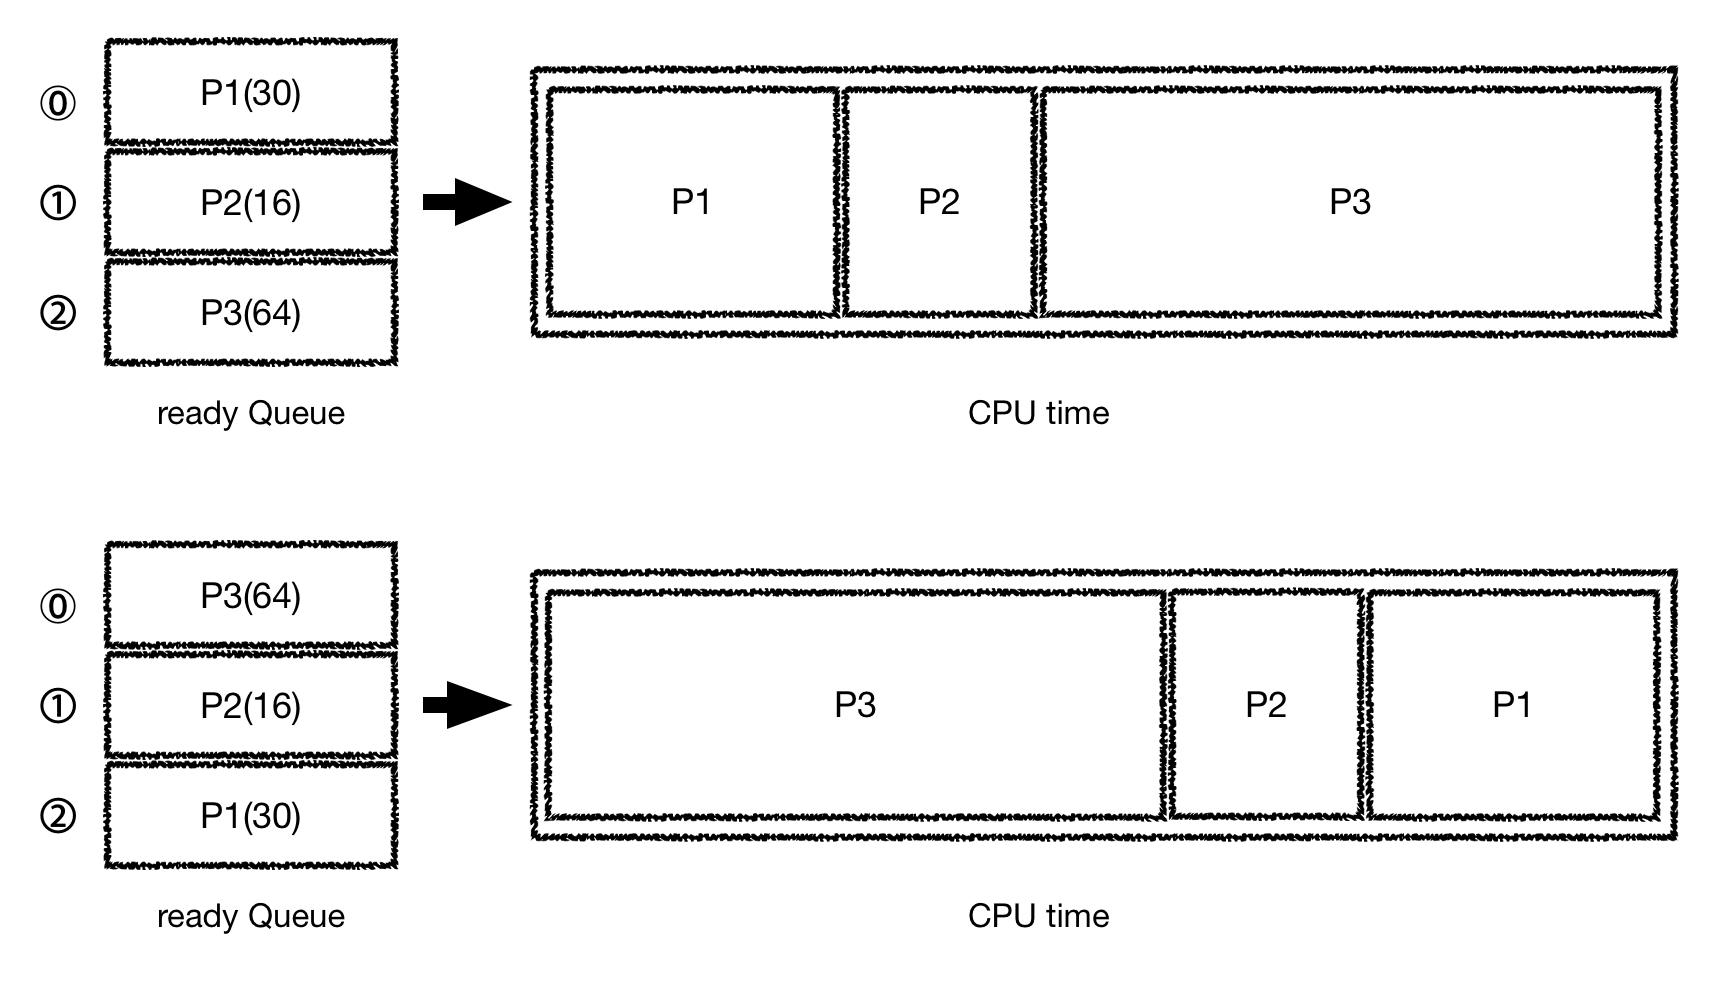 ⓪ P1(30)
① P2(16)
② P3(64)
ready Queue
P1 P2 P3
CPU time
⓪ P3(64)
① P2(16)
② P1(30)
ready Queue
P3 P2 P1
CPU time